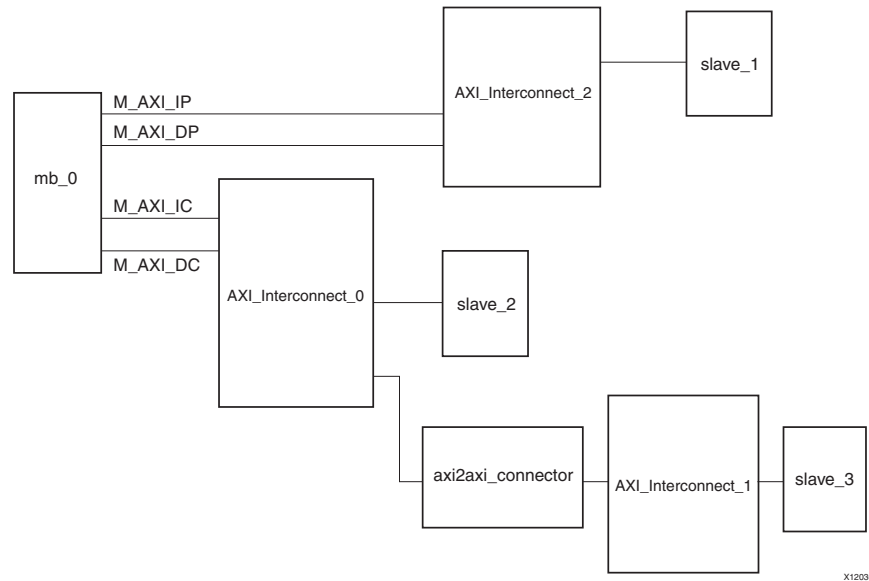 slave_1
AXI_Interconnect_2
M_AXI_IP
M_AXI_DP
mb_0
M_AXI_IC
M_AXI_DC
AXI_Interconnect_0
slave_2
axi2axi_connector
AXI_Interconnect_1
slave_3
X1203